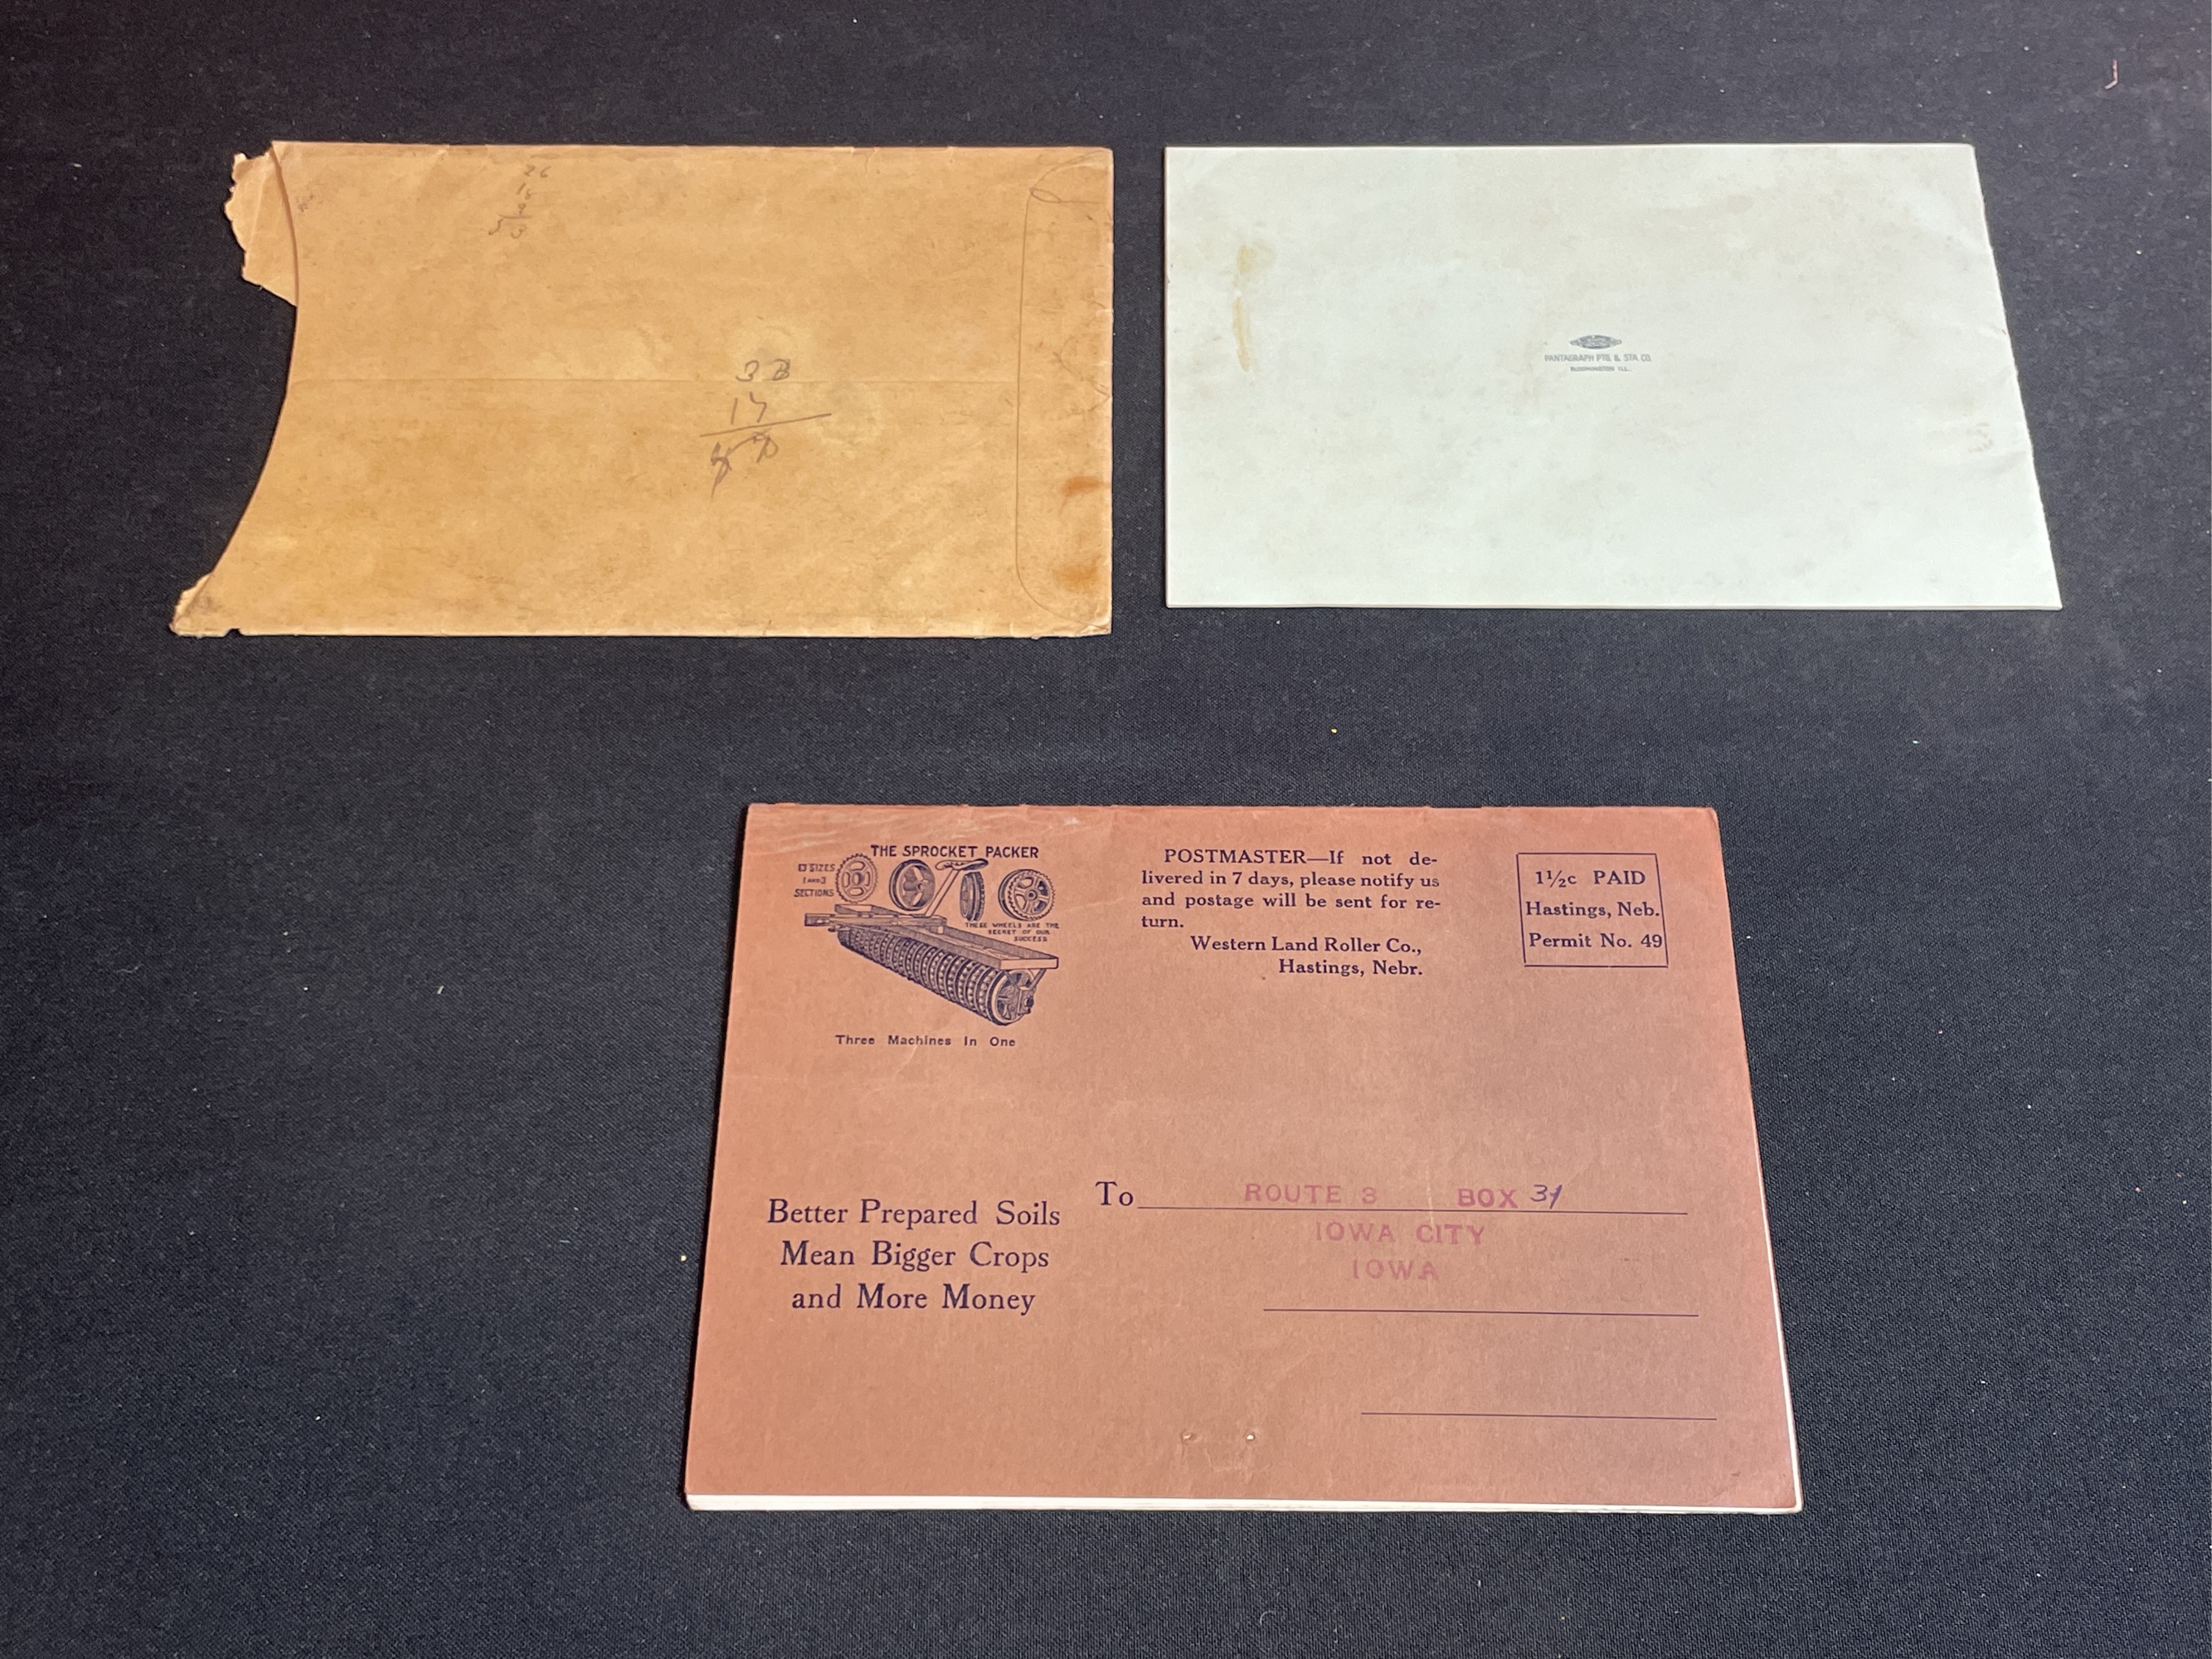 26
PANTAGRAPH PTG. & STA. CO.
BLOOMINGTON ILL.
THE SPROCKET PACKER
13 SIZES
1 AND 3
SECTIONS
THESE WHEELS ARE THE
SECRET OF OUR
SUCCESS
Three Machines In One
POSTMASTER—If not de-
livered in 7 days, please notify us
and postage will be sent for re-
turn.
Western Land Roller Co.,
Hastings, Nebr.
1½c PAID
Hastings, Neb.
Permit No. 49
Better Prepared Soils
Mean Bigger Crops
and More Money
To ROUTE 3 BOX 31
IOWA CITY
IOWA